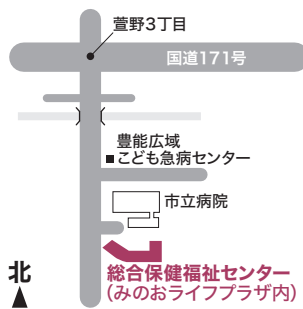 萱野3丁目
国道171号
豊能広域
■こども急病センター
市立病院
北
総合保健福祉センター
(みのおライフプラザ内)